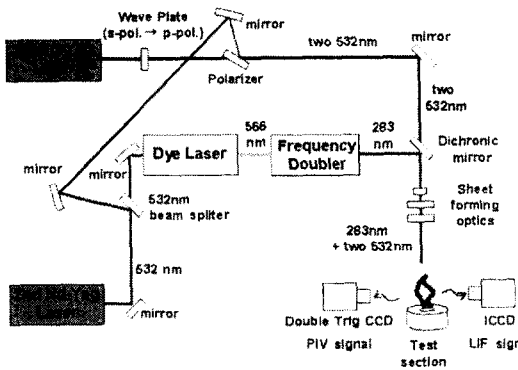 Wave Plate
(s-pol. → p-pol.)
mirror
mirror
two 532nm
Polarizer
two
532nm
566
nm
283
nm
Dye Laser
Frequency
Doubler
Dichronic
mirror
mirror
mirror
532nm
beam spliter
Sheet
forming
optics
283nm
+ two 532nm
532 nm
mirror
Double Trig CCD
ICCD
PIV signal
Test
section
LIF sign